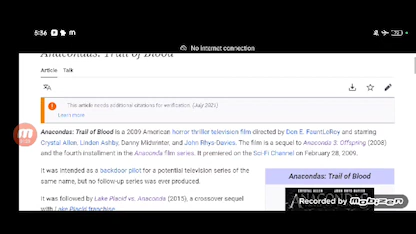 5:36
No internet connection
Anacondas: Trail of Blood
Article Talk
This article needs additional citations for verification. (July 2021)
Learn more
Anacondas: Trail of Blood is a 2009 American horror thriller television film directed by Don E. FauntLeRoy and starring
Crystal Allen, Linden Ashby, Danny Midwinter, and John Rhys-Davies. The film is a sequel to Anaconda 3: Offspring (2008)
and the fourth installment in the Anaconda film series. It premiered on the Sci-Fi Channel on February 28, 2009.
It was intended as a backdoor pilot for a potential television series of the
same name, but no follow-up series was ever produced.
Anacondas: Trail of Blood
It was followed by Lake Placid vs. Anaconda (2015), a crossover sequel
with Lake Placid franchise.
CRYSTAL ALLEN JOHN RHYS-DAVIES
Recorded by mobizen